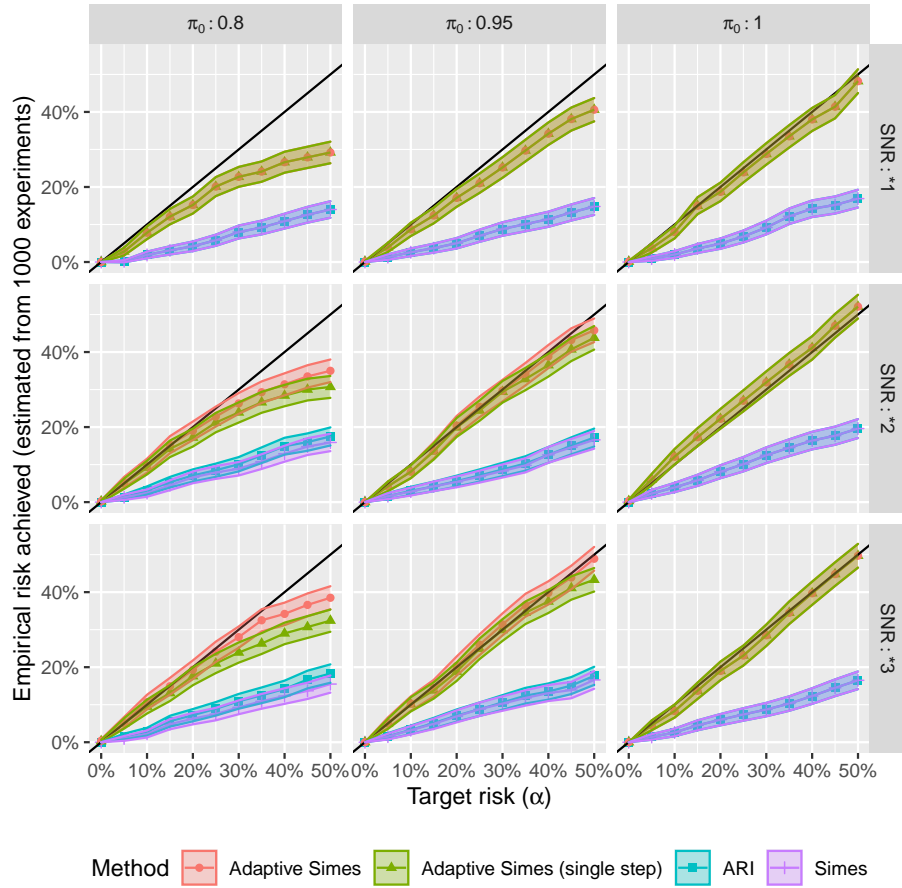 π₀ : 0.8
π₀ : 0.95
π₀ : 1
Empirical risk achieved (estimated from 1000 experiments)
40%
20%
0%
SNR : *1
40%
20%
0%
SNR : *2
40%
20%
0%
SNR : *3
0% 10% 20% 30% 40% 50%
0% 10% 20% 30% 40% 50%
0% 10% 20% 30% 40% 50%
Target risk (α)
Method
Adaptive Simes
Adaptive Simes (single step)
ARI
Simes